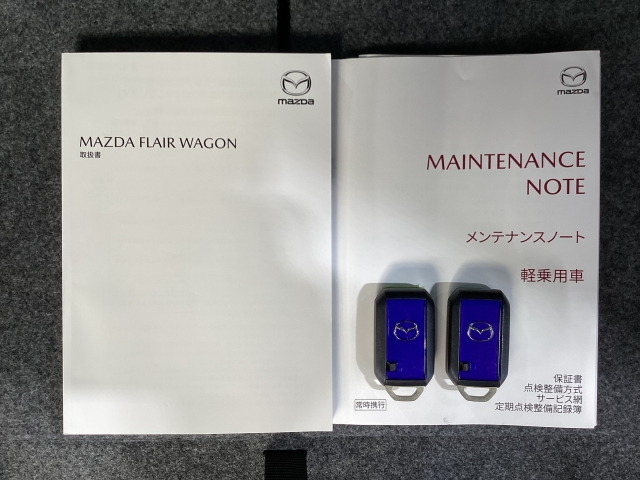 mazda
MAZDA FLAIR WAGON
取扱書
mazda
MAINTENANCE
NOTE
メンテナンスノート
軽乗用車
保証書
点検整備方式
サービス網
定期点検整備記録簿
常時携行